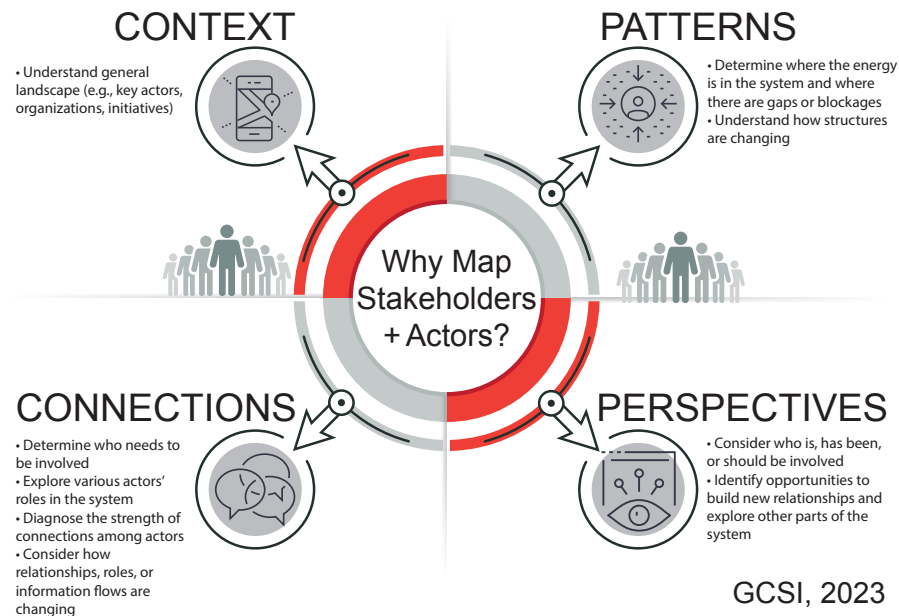 CONTEXT
• Understand general
landscape (e.g., key actors,
organizations, initiatives)
PATTERNS
• Determine where the energy
is in the system and where
there are gaps or blockages
• Understand how structures
are changing
Why Map
Stakeholders
+ Actors?
CONNECTIONS
• Determine who needs to
be involved
• Explore various actors'
roles in the system
• Diagnose the strength of
connections among actors
• Consider how
relationships, roles, or
information flows are
changing
PERSPECTIVES
• Consider who is, has been,
or should be involved
• Identify opportunities to
build new relationships and
explore other parts of the
system
GCSI, 2023